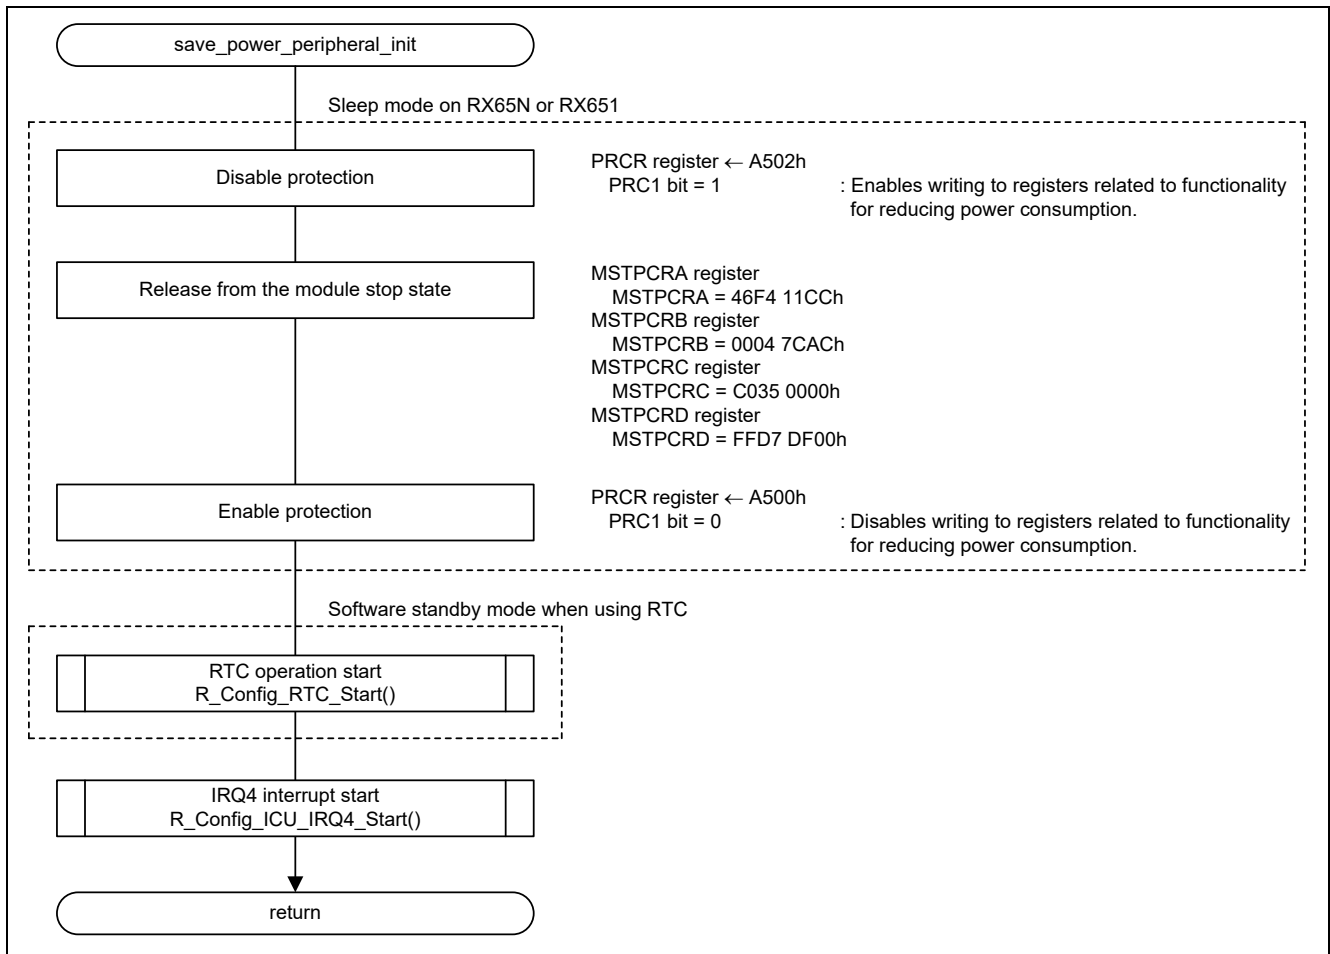 save_power_peripheral_init
Sleep mode on RX65N or RX651
Disable protection
PRCR register ← A502h
PRC1 bit = 1 : Enables writing to registers related to functionality
for reducing power consumption.
Release from the module stop state
MSTPCRA register
MSTPCRA = 46F4 11CCh
MSTPCRB register
MSTPCRB = 0004 7CACh
MSTPCRC register
MSTPCRC = C035 0000h
MSTPCRD register
MSTPCRD = FFD7 DF00h
Enable protection
PRCR register ← A500h
PRC1 bit = 0 : Disables writing to registers related to functionality
for reducing power consumption.
Software standby mode when using RTC
RTC operation start
R_Config_RTC_Start()
IRQ4 interrupt start
R_Config_ICU_IRQ4_Start()
return